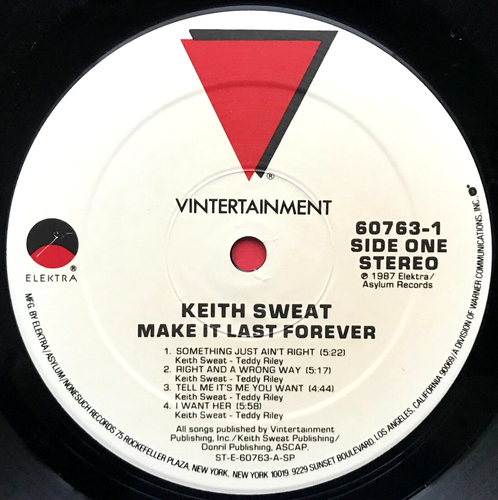 ®
VINTERTAINMENT
ELEKTRA ®
60763-1
SIDE ONE
STEREO
℗ 1987 Elektra/
Asylum Records
KEITH SWEAT
MAKE IT LAST FOREVER
1. SOMETHING JUST AIN'T RIGHT (5:22)
Keith Sweat - Teddy Riley
2. RIGHT AND A WRONG WAY (5:17)
Keith Sweat - Teddy Riley
3. TELL ME IT'S ME YOU WANT (4:44)
Keith Sweat - Teddy Riley
4. I WANT HER (5:58)
Keith Sweat - Teddy Riley
All songs published by Vintertainment
Publishing, Inc./Keith Sweat Publishing/
Donril Publishing, ASCAP.
ST-E-60763-A-SP
MFG. BY ELEKTRA/ASYLUM/NONESUCH RECORDS 75 ROCKEFELLER PLAZA, NEW YORK, NEW YORK 10019. 9229 SUNSET BOULEVARD, LOS ANGELES, CALIFORNIA 90069/A DIVISION OF WARNER COMMUNICATIONS, INC.